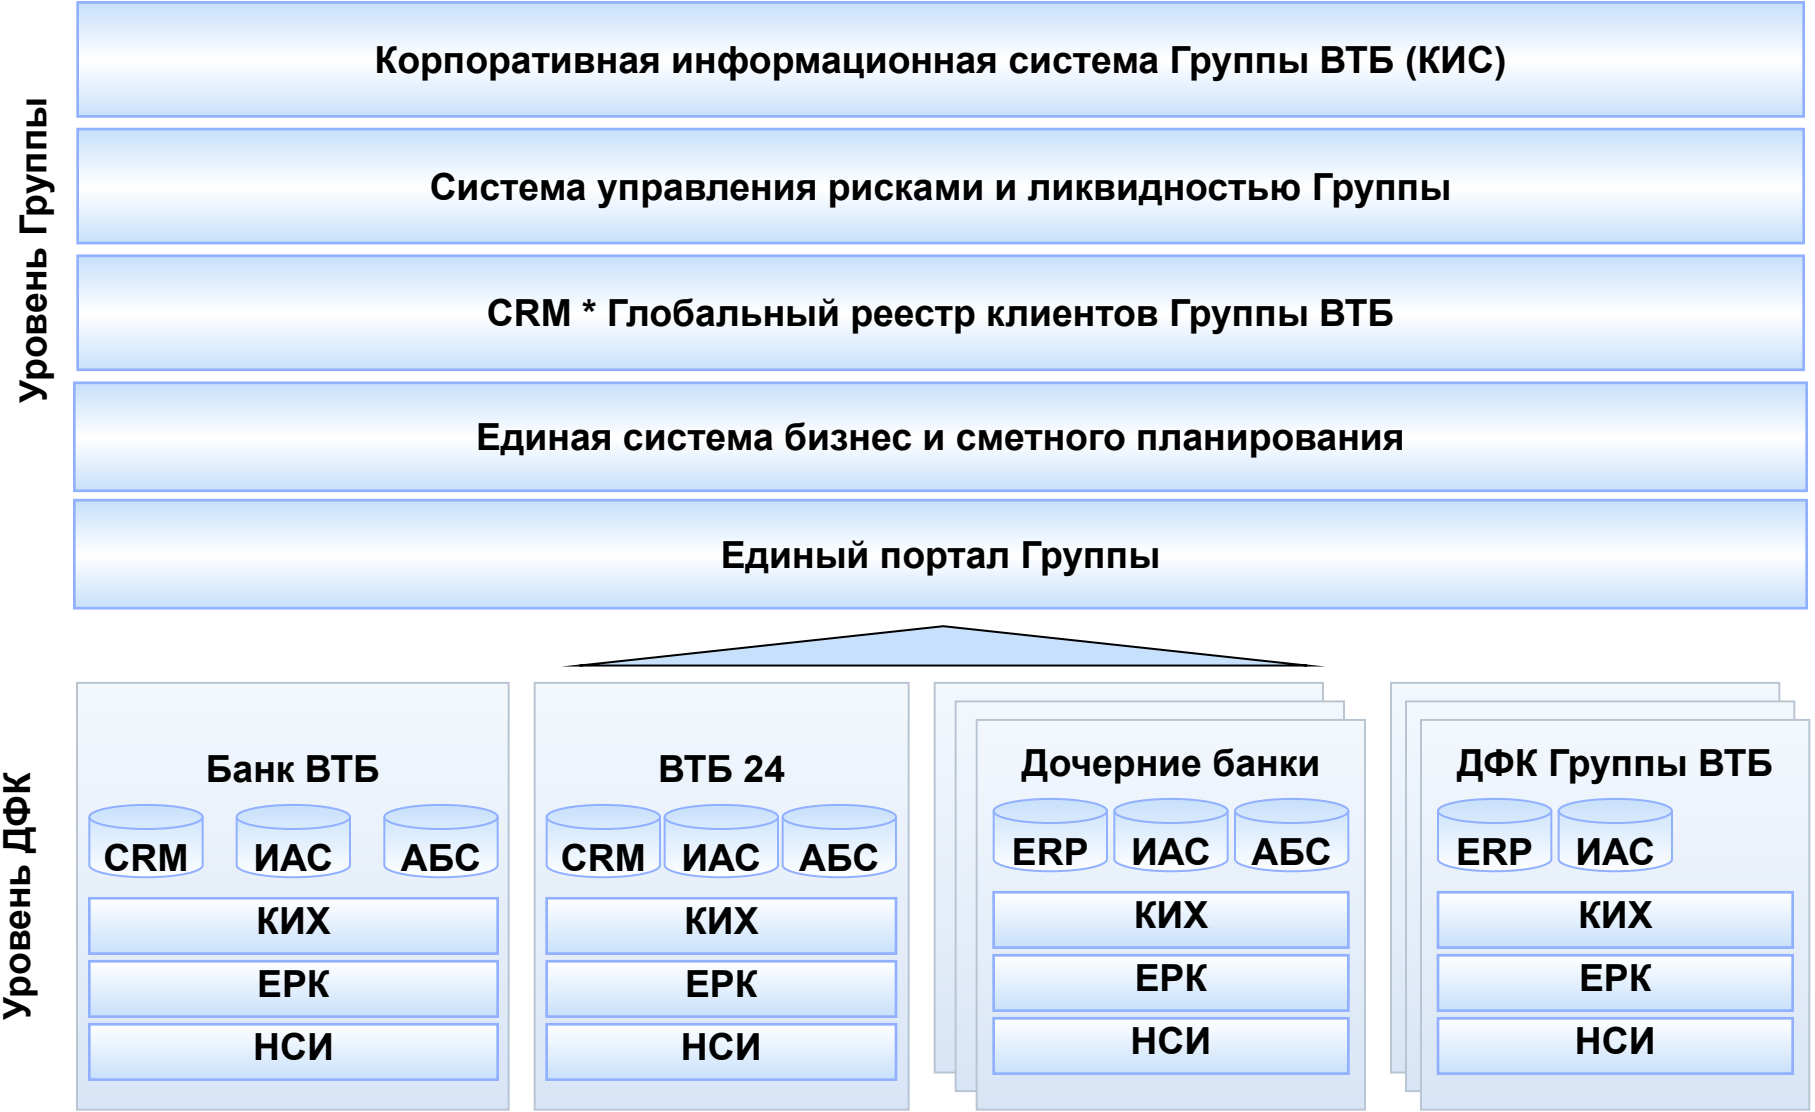 Уровень Группы
Корпоративная информационная система Группы ВТБ (КИС)
Система управления рисками и ликвидностью Группы
CRM * Глобальный реестр клиентов Группы ВТБ
Единая система бизнес и сметного планирования
Единый портал Группы
Уровень ДФК
Банк ВТБ
CRM ИАС АБС
КИХ
ЕРК
НСИ
ВТБ 24
CRM ИАС АБС
КИХ
ЕРК
НСИ
Дочерние банки
ERP ИАС АБС
КИХ
ЕРК
НСИ
ДФК Группы ВТБ
ERP ИАС
КИХ
ЕРК
НСИ